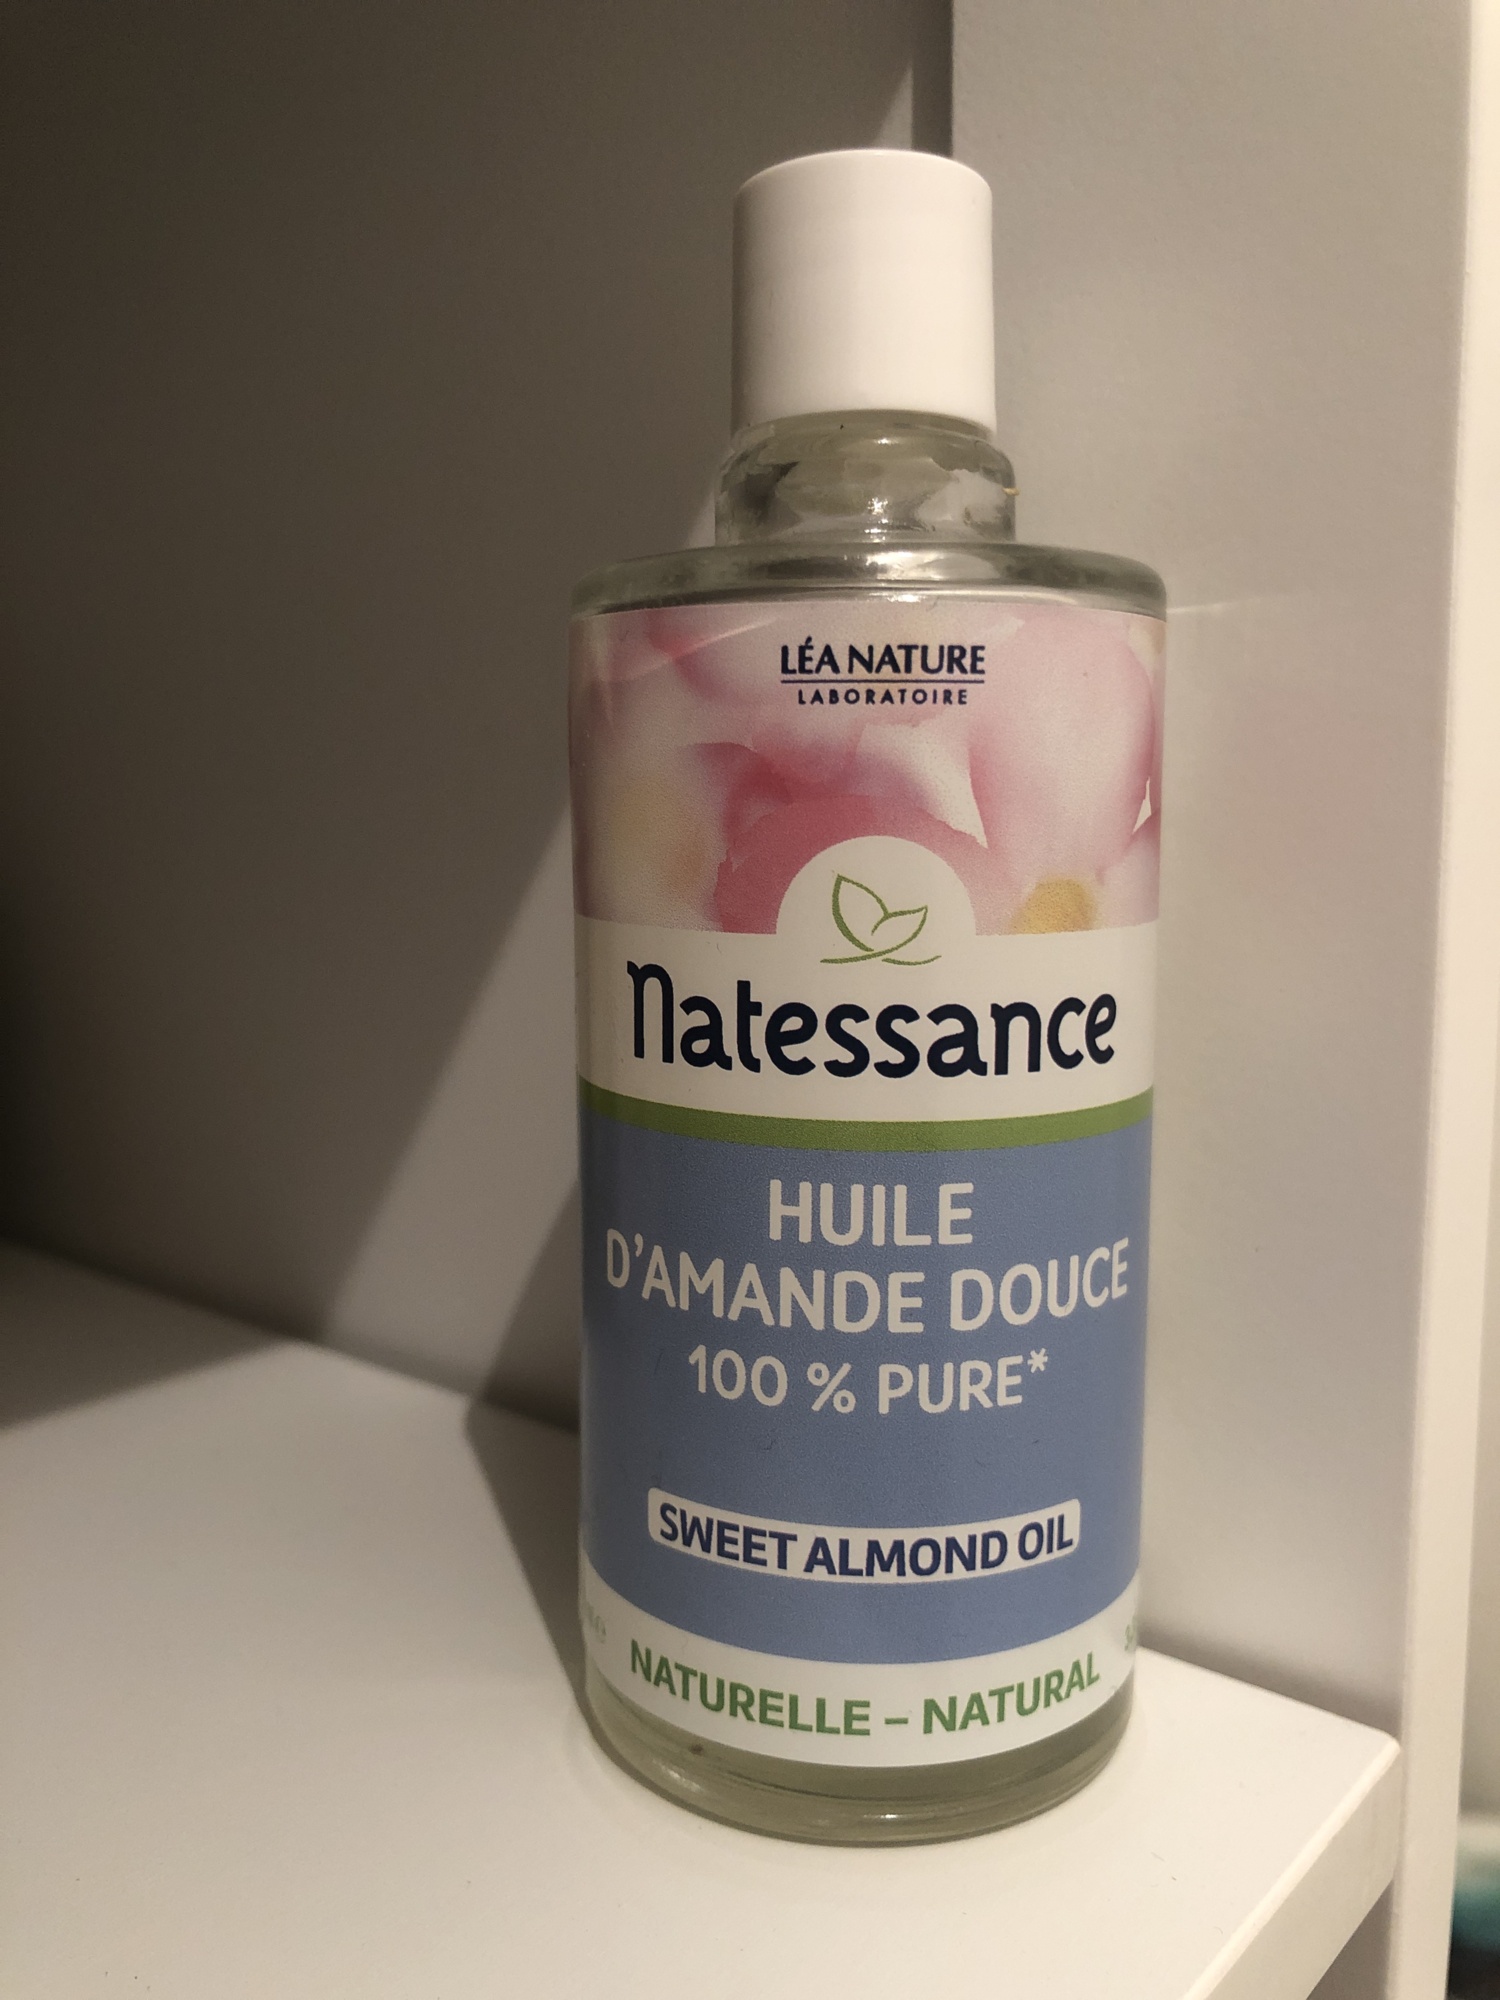 LÉA NATURE
LABORATOIRE
Natessance
HUILE
D'AMANDE DOUCE
100 % PURE*
SWEET ALMOND OIL
NATURELLE – NATURAL